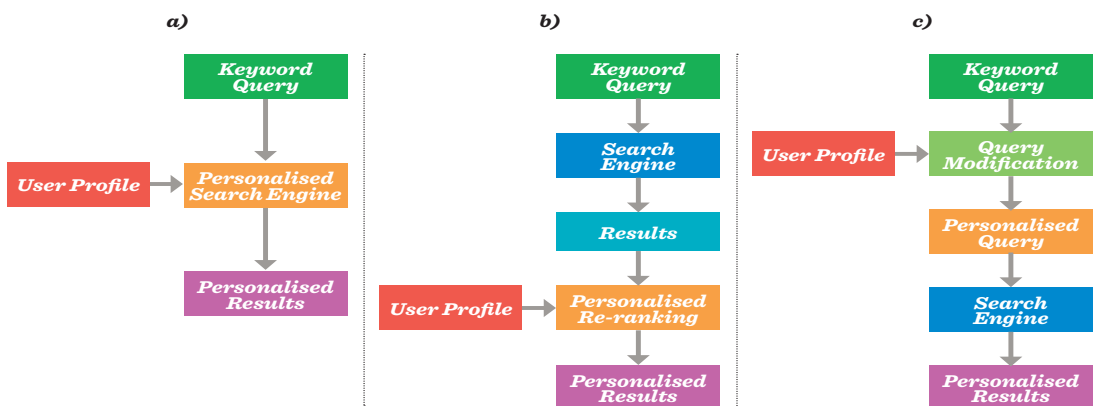 a)
Keyword
Query
User Profile
Personalised
Search Engine
Personalised
Results
b)
Keyword
Query
Search
Engine
Results
User Profile
Personalised
Re-ranking
Personalised
Results
c)
Keyword
Query
User Profile
Query
Modification
Personalised
Query
Search
Engine
Personalised
Results